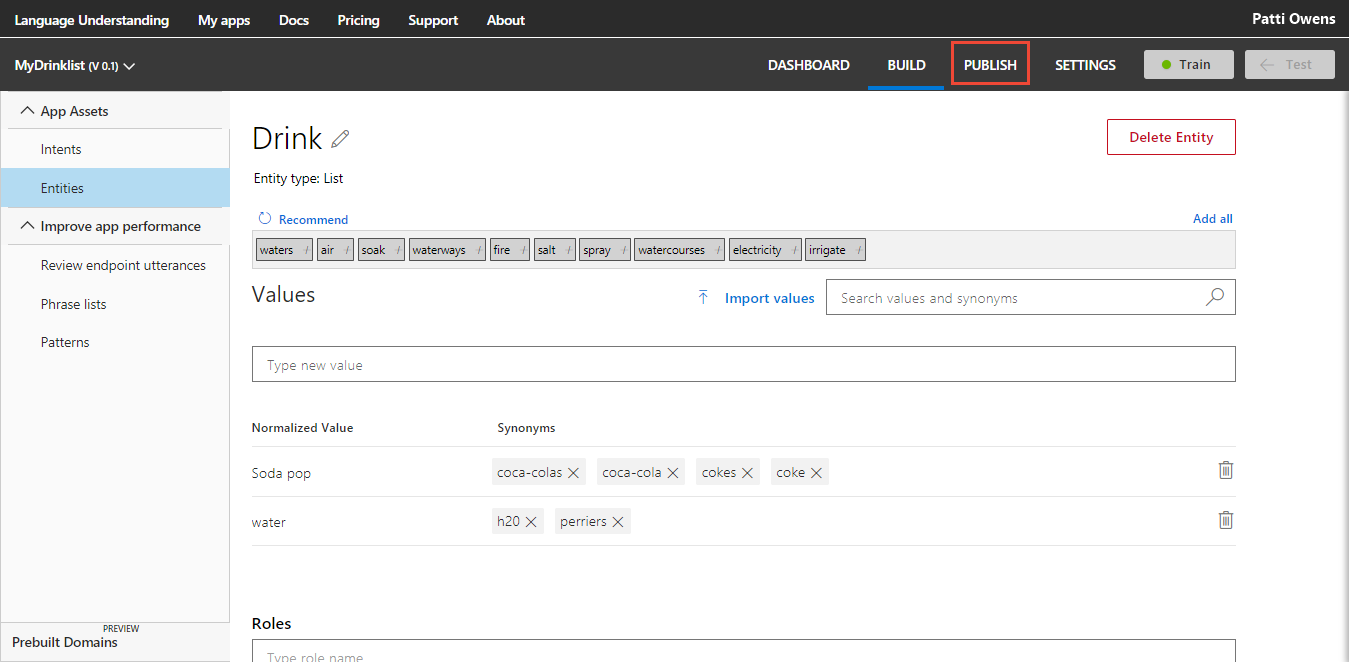 Language Understanding My apps Docs Pricing Support About Patti Owens
MyDrinklist (V 0.1) DASHBOARD BUILD PUBLISH SETTINGS Train Test
App Assets
Intents
Entities
Improve app performance
Review endpoint utterances
Phrase lists
Patterns
PREVIEW
Prebuilt Domains
Drink
Delete Entity
Entity type: List
Recommend Add all
waters air soak waterways fire salt spray watercourses electricity irrigate
Values Import values Search values and synonyms
Type new value
Normalized Value Synonyms
Soda pop coca-colas coca-cola cokes coke
water h20 perriers
Roles
Type role name